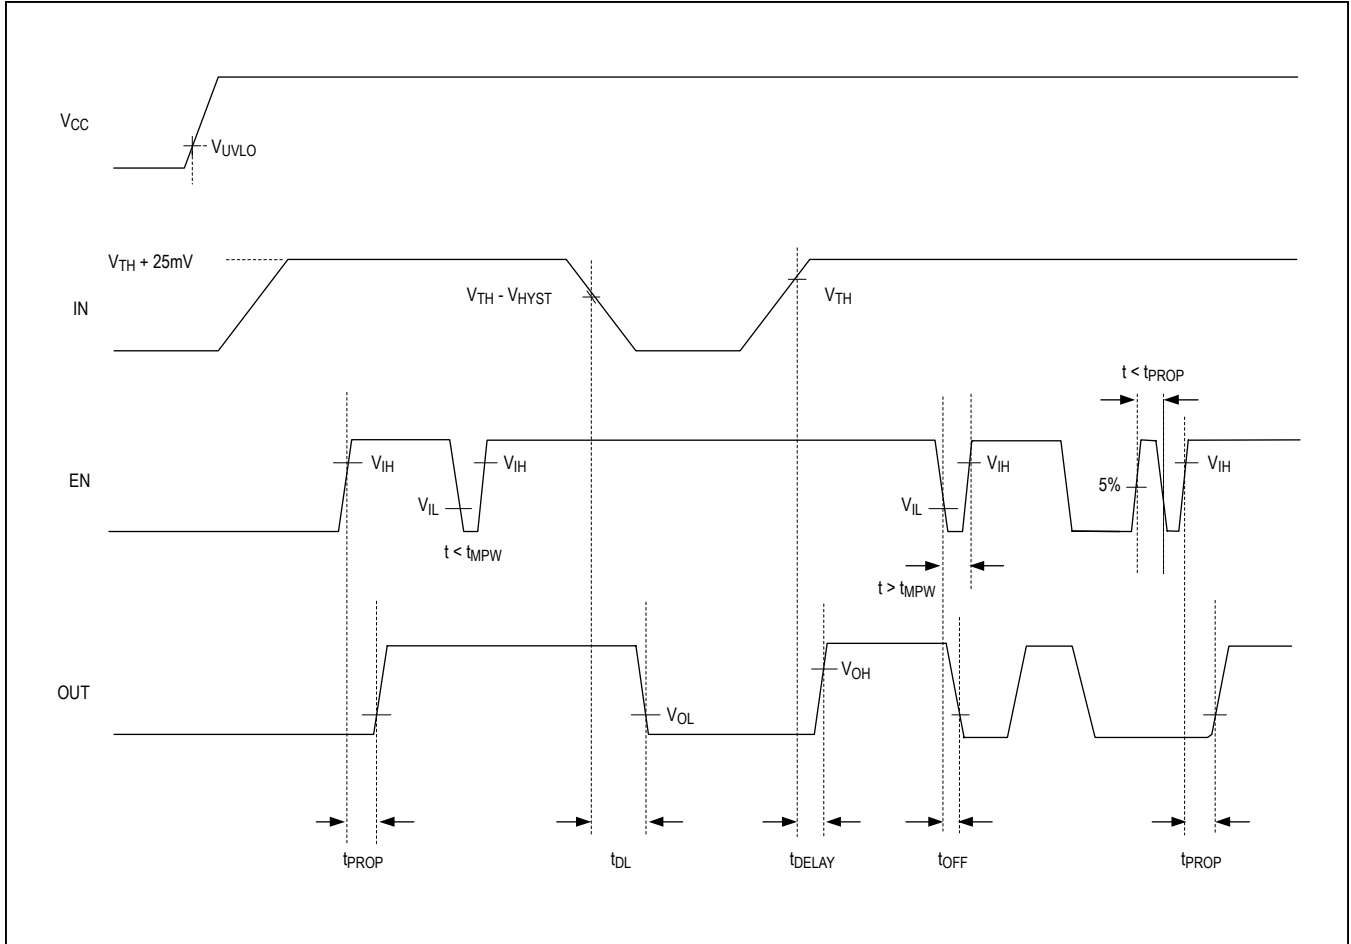 VCC
VUVLO
VTH + 25mV
IN
VTH - VHYST
VTH
t < tPROP
EN
VIH
VIL
VIH
t < tMPW
VIL
VIH
5%
VIH
t > tMPW
OUT
VOL
VOH
tPROP
tDL
tDELAY
tOFF
tPROP